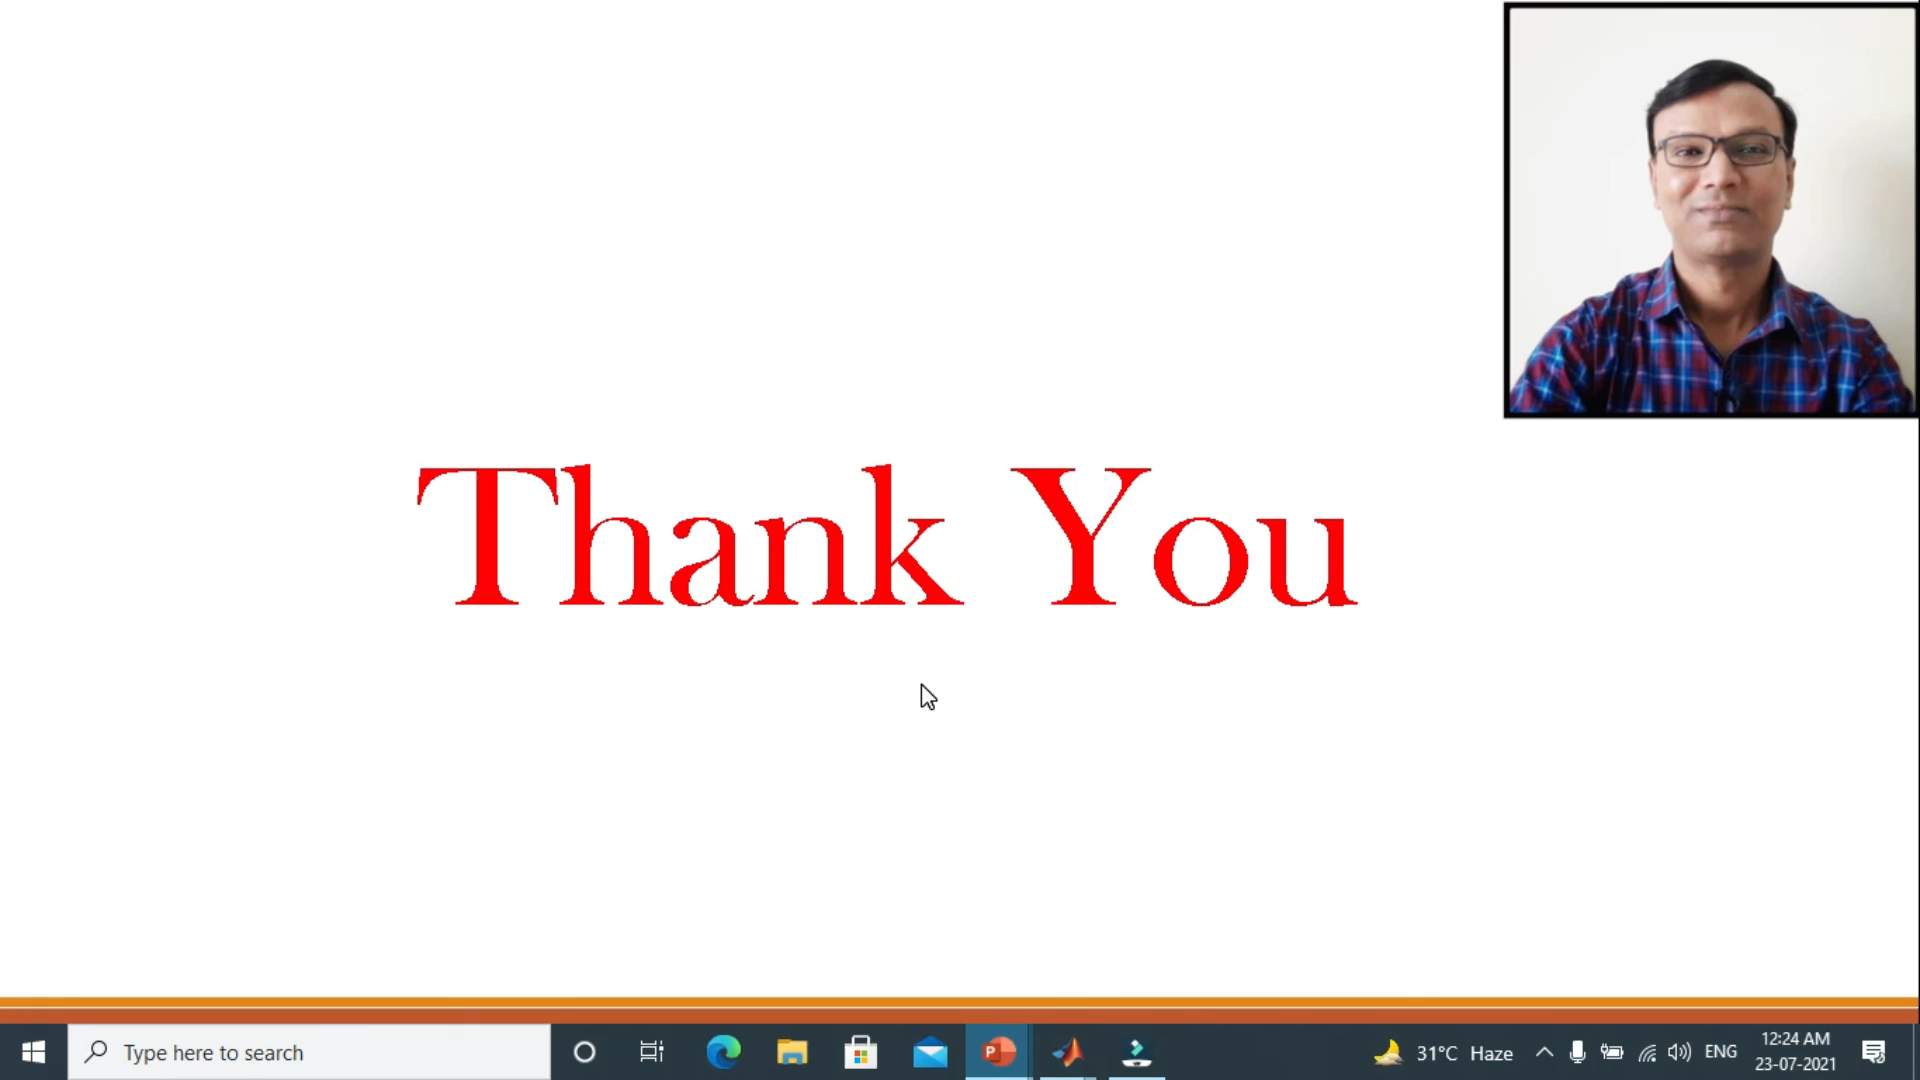 Thank You
Type here to search
P
31°C Haze
ENG
12:24 AM
23-07-2021